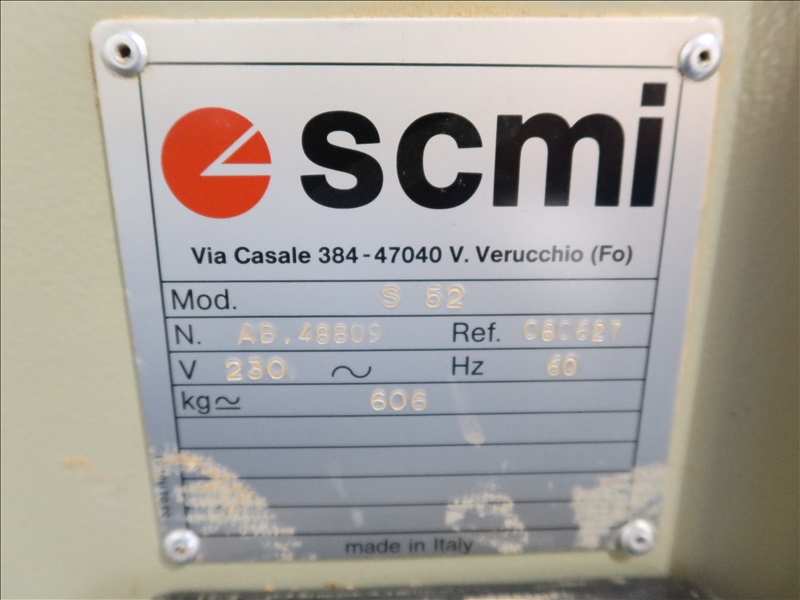 scmi
Via Casale 384-47040 V. Verucchio (Fo)
Mod. S 52
N. AB.48809 Ref. 080627
V 230 ~ Hz 60
kg≃ 606
made in Italy